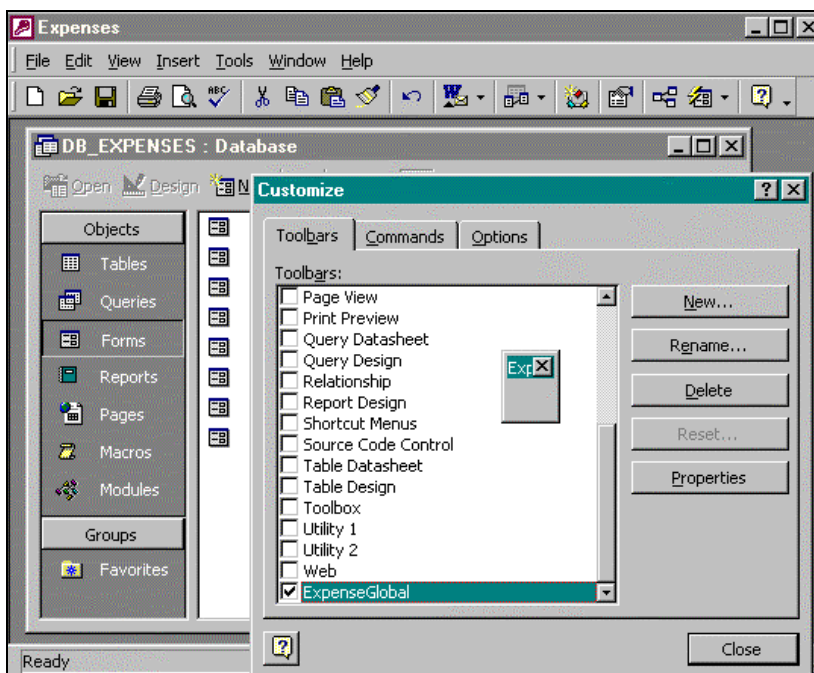 Expenses
File Edit View Insert Tools Window Help
ABC
DB_EXPENSES : Database
Open Design N
Customize
Toolbars Commands Options
Objects
Tables
Queries
Forms
Reports
Pages
Macros
Modules
Groups
Favorites
Toolbars:
Page View
Print Preview
Query Datasheet
Query Design
Relationship
Report Design
Shortcut Menus
Source Code Control
Table Datasheet
Table Design
Toolbox
Utility 1
Utility 2
Web
ExpenseGlobal
Exp
New...
Rename...
Delete
Reset...
Properties
Close
Ready